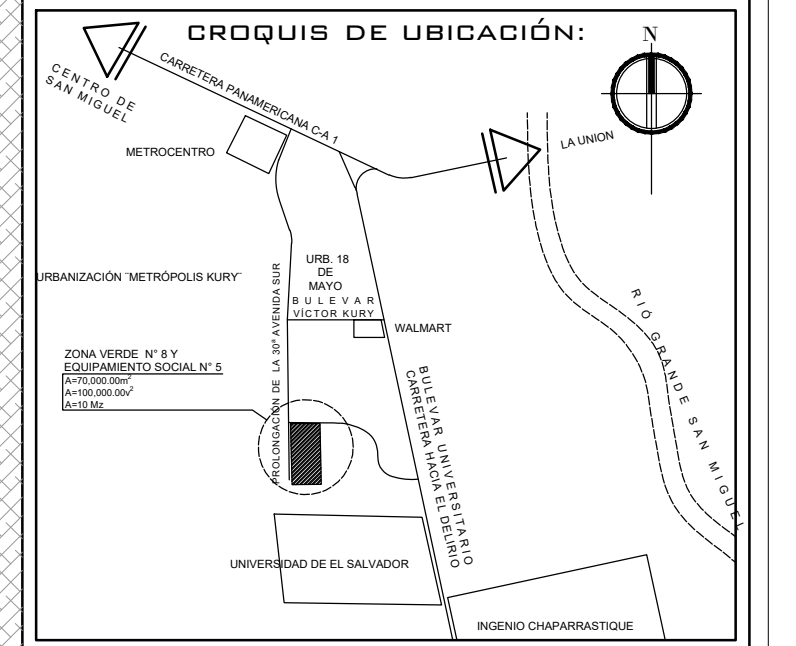 CROQUIS DE UBICACIÓN:
N
CENTRO DE
SAN MIGUEL
CARRETERA PANAMERICANA C-A 1
METROCENTRO
LA UNION
URBANIZACIÓN ¨METRÓPOLIS KURY¨
URB. 18
DE
MAYO
BULEVAR
VÍCTOR KURY
WALMART
PROLONGACIÓN DE LA 30ª AVENIDA SUR
ZONA VERDE N° 8 Y
EQUIPAMIENTO SOCIAL N° 5
A=70,000.00m²
A=100,000.00v²
A=10 Mz
BULEVAR UNIVERSITARIO
CARRETERA HACIA EL DELIRIO
RIÓ GRANDE SAN MIGUEL
UNIVERSIDAD DE EL SALVADOR
INGENIO CHAPARRASTIQUE